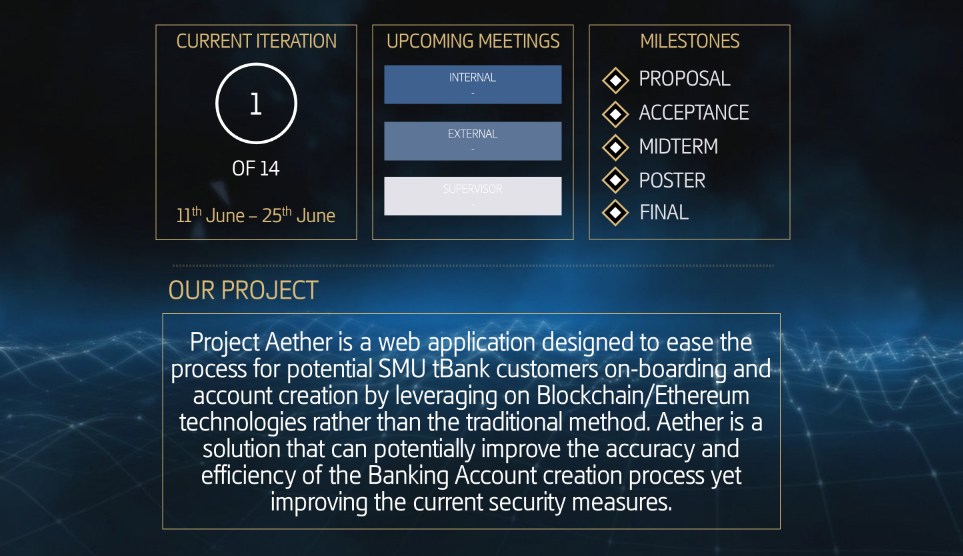 CURRENT ITERATION
1
OF 14
11th June – 25th June
UPCOMING MEETINGS
INTERNAL
-
EXTERNAL
-
SUPERVISOR
-
MILESTONES
PROPOSAL
ACCEPTANCE
MIDTERM
POSTER
FINAL
OUR PROJECT
Project Aether is a web application designed to ease the
process for potential SMU tBank customers on-boarding and
account creation by leveraging on Blockchain/Ethereum
technologies rather than the traditional method. Aether is a
solution that can potentially improve the accuracy and
efficiency of the Banking Account creation process yet
improving the current security measures.